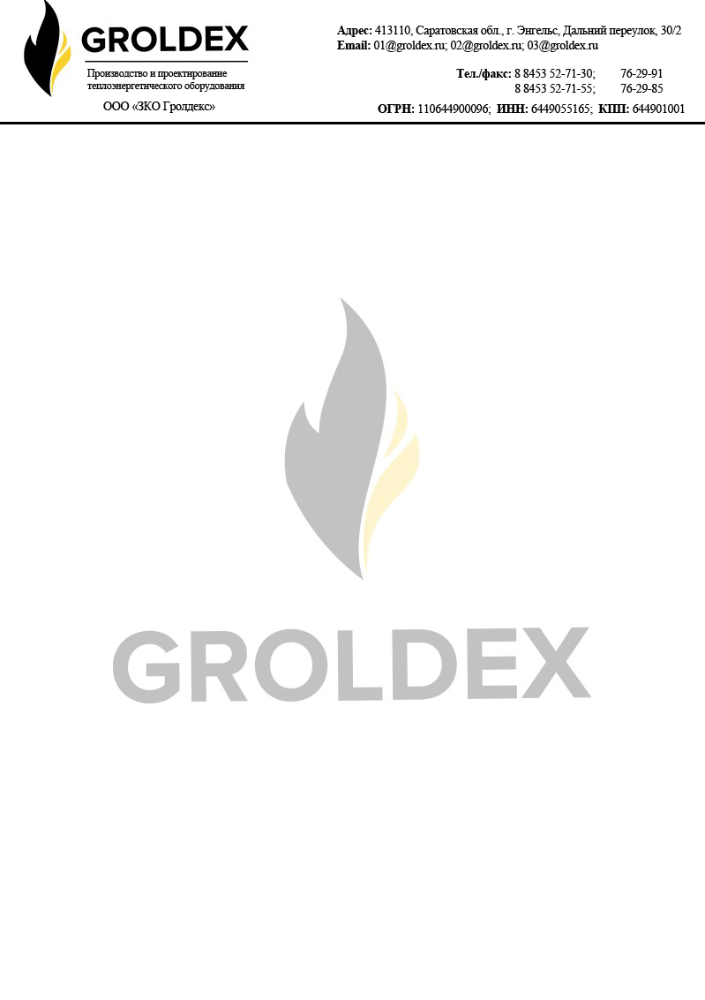 GROLDEX
Производство и проектирование
теплоэнергетического оборудования
ООО «ЗКО Гролдекс»
Адрес: 413110, Саратовская обл., г. Энгельс, Дальний переулок, 30/2
Email: 01@groldex.ru; 02@groldex.ru; 03@groldex.ru
Тел./факс: 8 8453 52-71-30; 76-29-91
8 8453 52-71-55; 76-29-85
ОГРН: 110644900096; ИНН: 6449055165; КПП: 644901001
GROLDEX